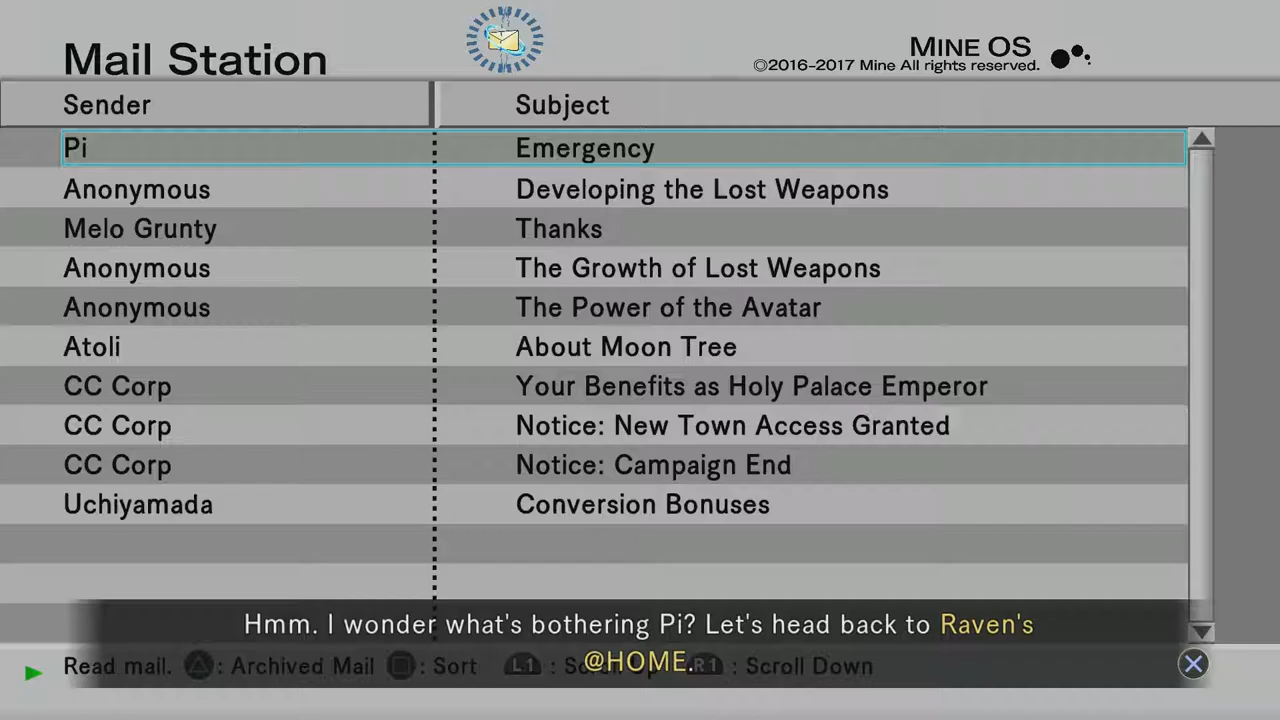 Mail Station
MINE OS
©2016-2017 Mine All rights reserved.
Sender Subject
Pi Emergency
Anonymous Developing the Lost Weapons
Melo Grunty Thanks
Anonymous The Growth of Lost Weapons
Anonymous The Power of the Avatar
Atoli About Moon Tree
CC Corp Your Benefits as Holy Palace Emperor
CC Corp Notice: New Town Access Granted
CC Corp Notice: Campaign End
Uchiyamada Conversion Bonuses
Hmm. I wonder what's bothering Pi? Let's head back to Raven's
@HOME.
Read mail. : Archived Mail : Sort L1 : Scroll Up R1 : Scroll Down